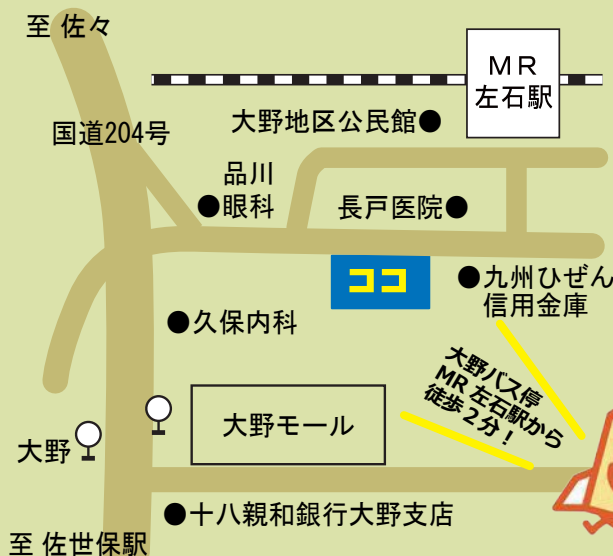 至 佐々
MR
左石駅
国道204号
大野地区公民館
品川
眼科
長戸医院
ココ
九州ひぜん
信用金庫
久保内科
大野バス停
MR 左石駅から
徒歩2分！
大野モール
大野
十八親和銀行大野支店
至 佐世保駅